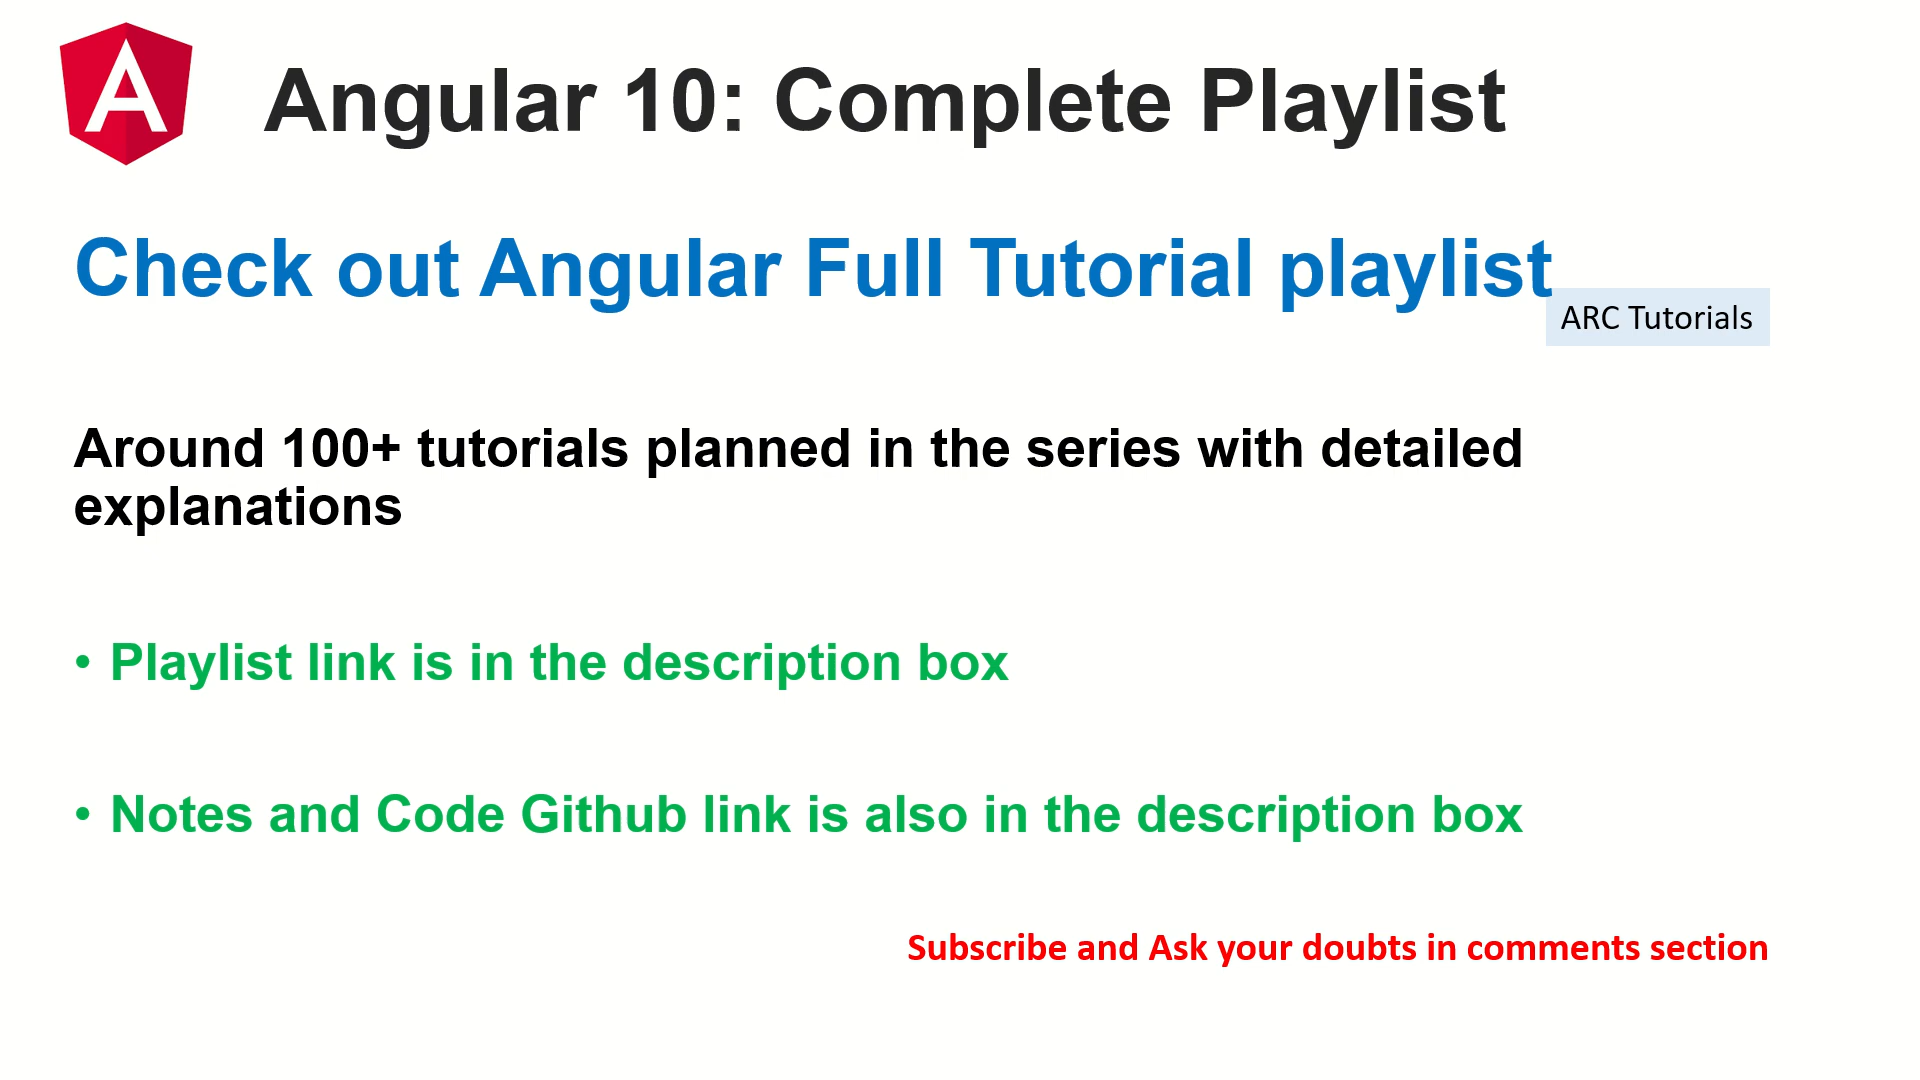 Angular 10: Complete Playlist
Check out Angular Full Tutorial playlist
ARC Tutorials
Around 100+ tutorials planned in the series with detailed
explanations
• Playlist link is in the description box
• Notes and Code Github link is also in the description box
Subscribe and Ask your doubts in comments section